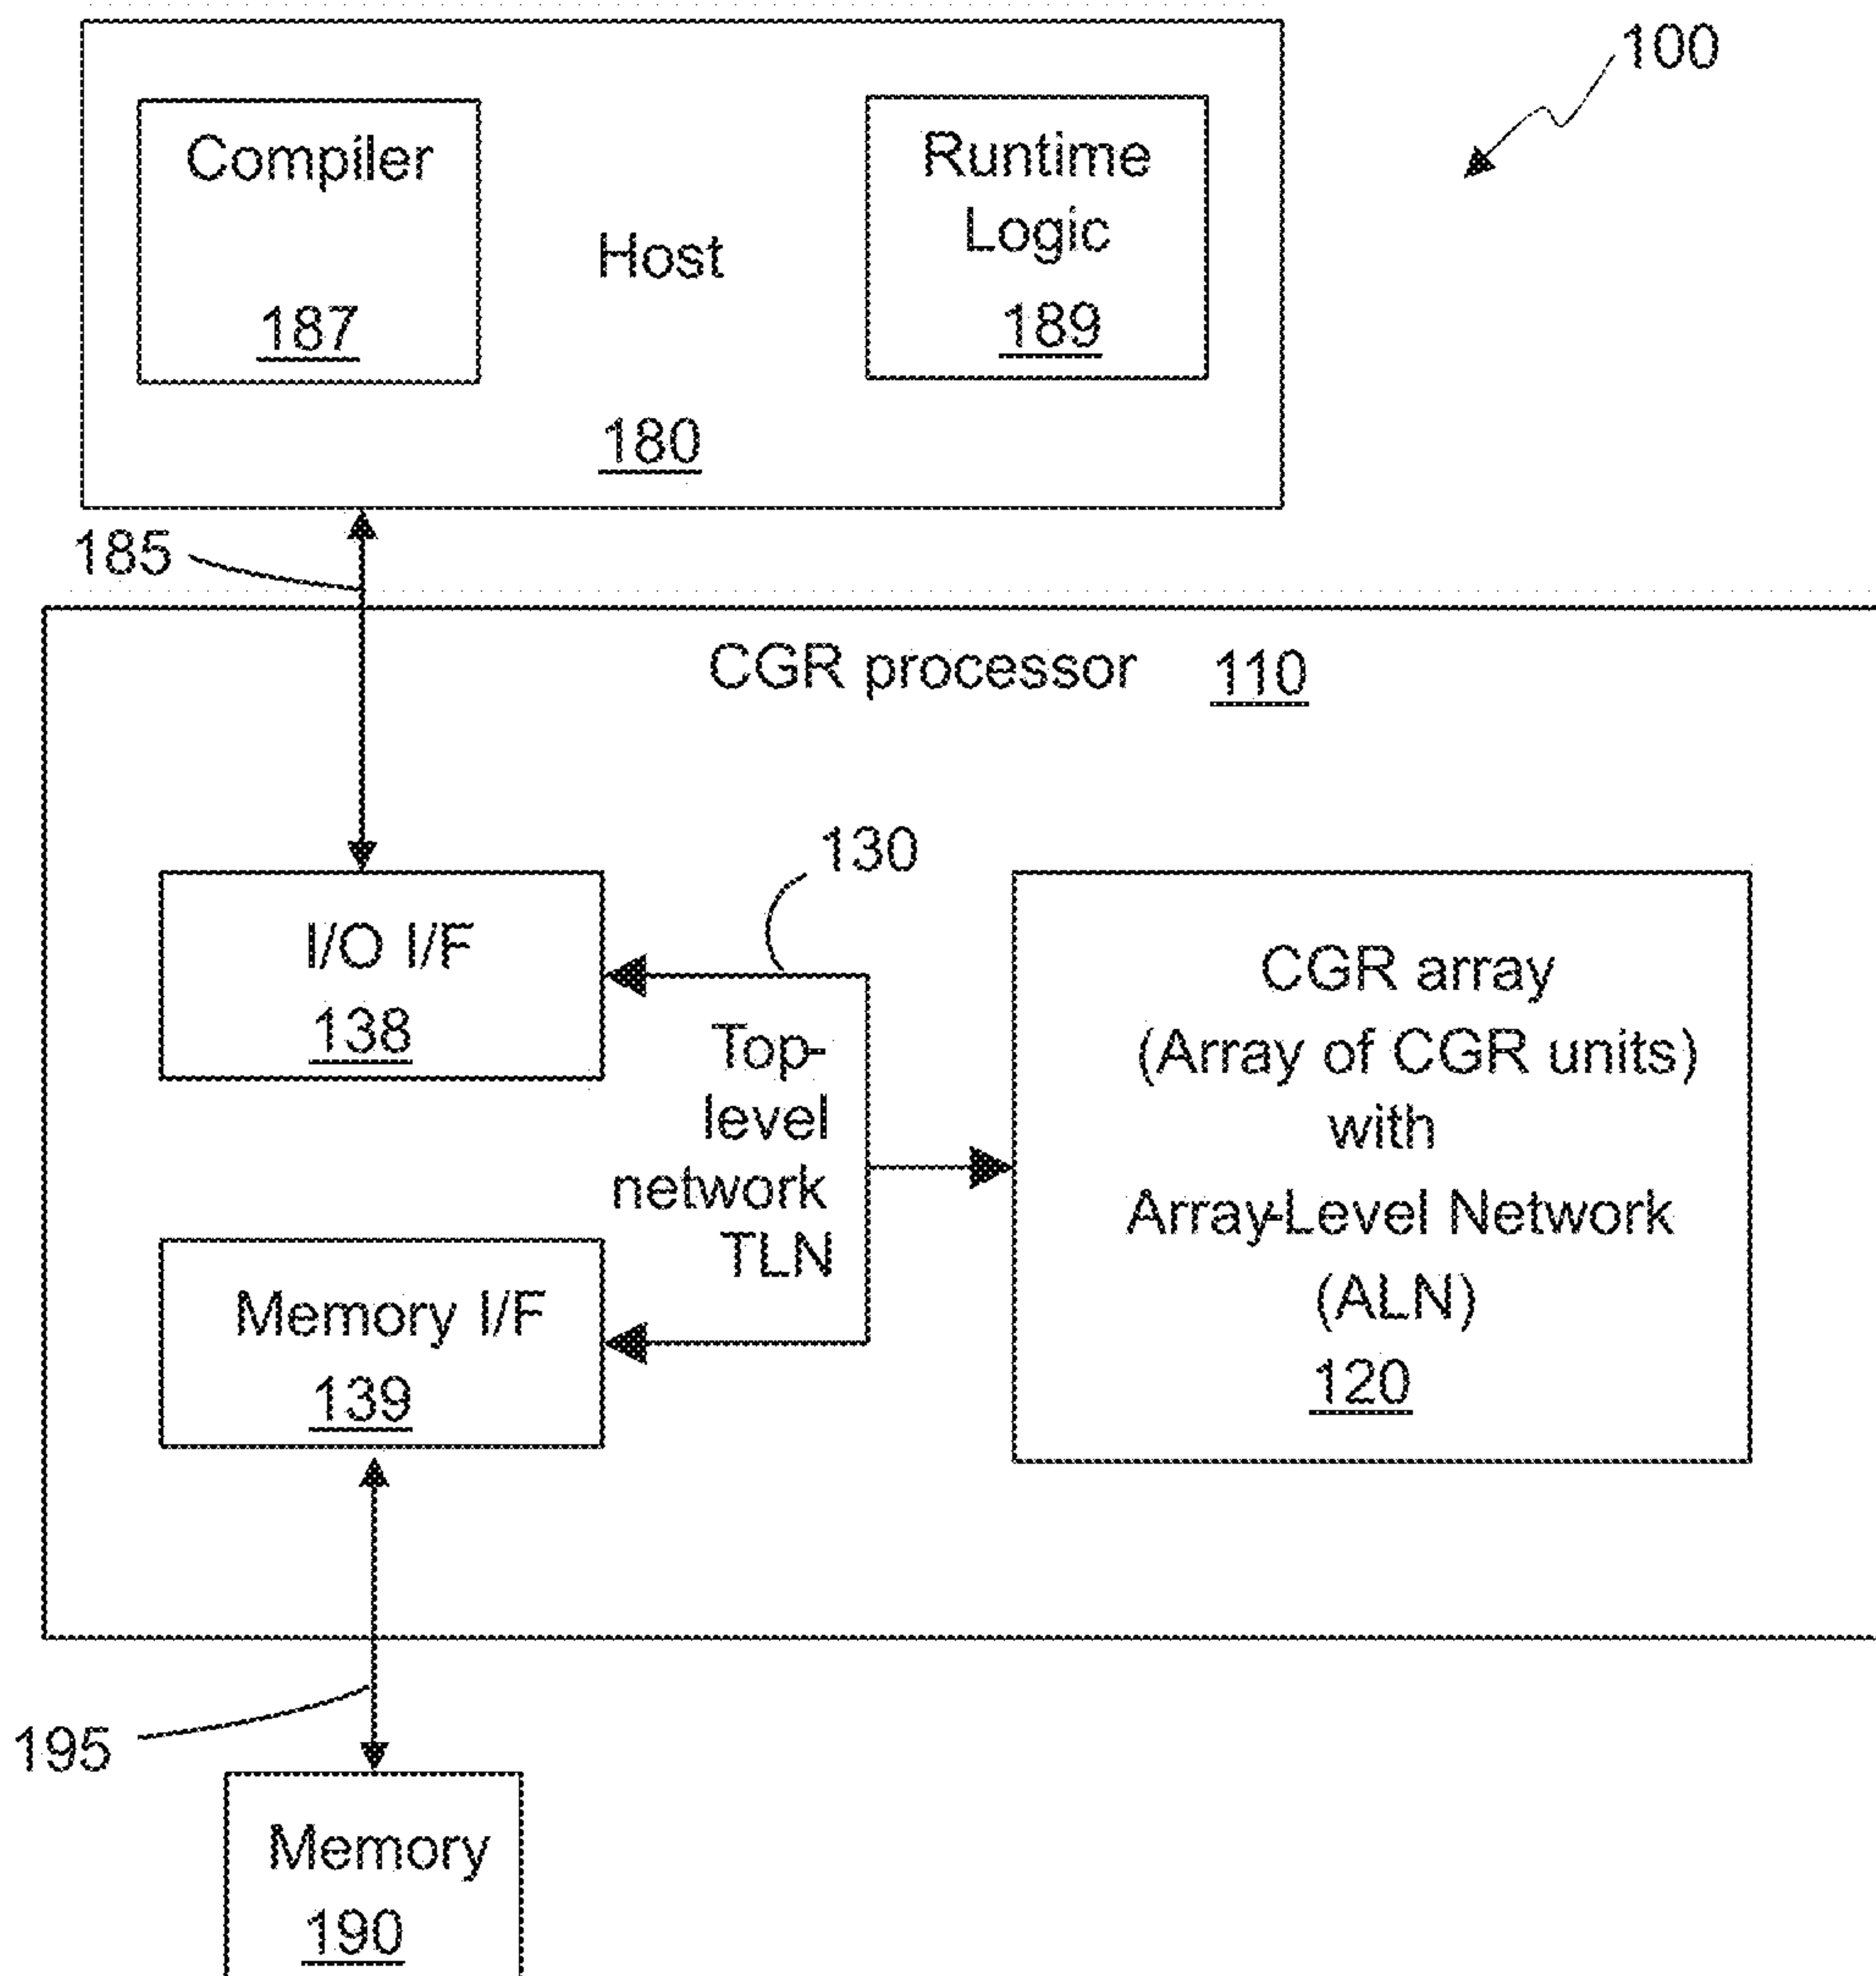 100
Compiler
187
Host
180
Runtime
Logic
189
185
CGR processor 110
130
I/O I/F
138
Top-
level
network
TLN
Memory I/F
139
CGR array
(Array of CGR units)
with
Array-Level Network
(ALN)
120
195
Memory
190